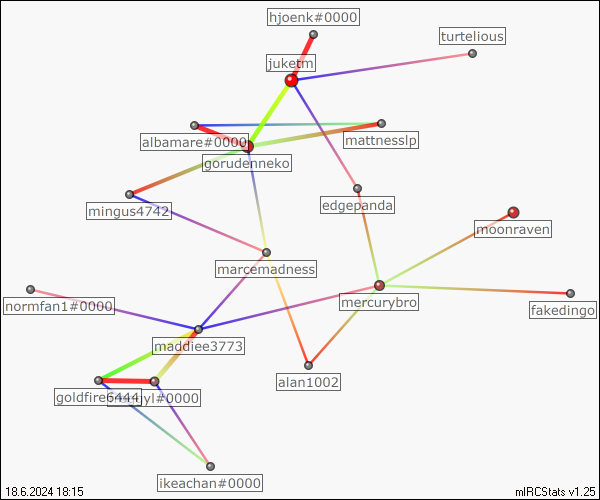 hjoenk#0000
turtelious
juketm
albamare#0000
mattnesslp
gorudenneko
edgepanda
mingus4742
moonraven
marcemadness
normfan1#0000
mercurybro
fakedingo
maddiee3773
alan1002
goldfire6444
yl#0000
ikeachan#0000
18.6.2024 18:15
mIRCStats v1.25